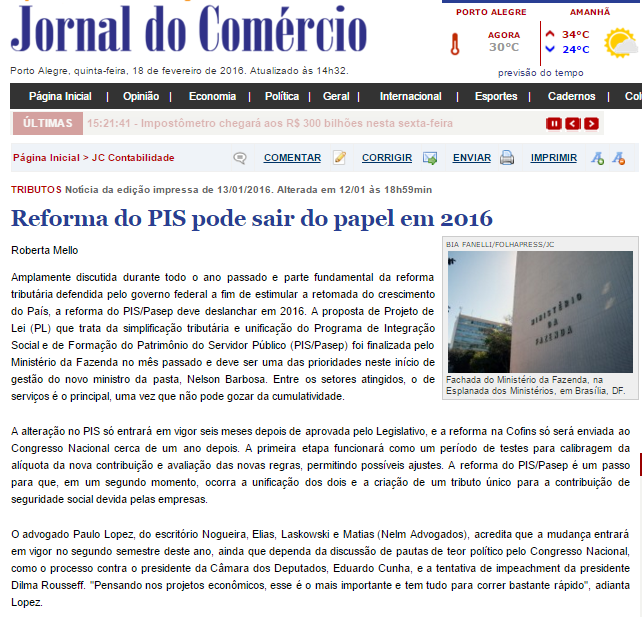 Jornal do Comércio
PORTO ALEGRE AMANHÃ
AGORA
30°C
34°C
24°C
previsão do tempo
Porto Alegre, quinta-feira, 18 de fevereiro de 2016. Atualizado às 14h32.
Página Inicial | Opinião | Economia | Política | Geral | Internacional | Esportes | Cadernos | Col
ÚLTIMAS 15:21:41 - Impostômetro chegará aos R$ 300 bilhões nesta sexta-feira
Página Inicial > JC Contabilidade COMENTAR CORRIGIR ENVIAR IMPRIMIR A A
TRIBUTOS Notícia da edição impressa de 13/01/2016. Alterada em 12/01 às 18h59min
Reforma do PIS pode sair do papel em 2016
Roberta Mello
BIA FANELLI/FOLHAPRESS/JC
MINISTÉRIO
DA
FAZENDA
Fachada do Ministério da Fazenda, na
Esplanada dos Ministérios, em Brasília, DF.
Amplamente discutida durante todo o ano passado e parte fundamental da reforma
tributária defendida pelo governo federal a fim de estimular a retomada do crescimento
do País, a reforma do PIS/Pasep deve deslanchar em 2016. A proposta de Projeto de
Lei (PL) que trata da simplificação tributária e unificação do Programa de Integração
Social e de Formação do Patrimônio do Servidor Público (PIS/Pasep) foi finalizada pelo
Ministério da Fazenda no mês passado e deve ser uma das prioridades neste início de
gestão do novo ministro da pasta, Nelson Barbosa. Entre os setores atingidos, o de
serviços é o principal, uma vez que não pode gozar da cumulatividade.
A alteração no PIS só entrará em vigor seis meses depois de aprovada pelo Legislativo, e a reforma na Cofins só será enviada ao
Congresso Nacional cerca de um ano depois. A primeira etapa funcionará como um período de testes para calibragem da
alíquota da nova contribuição e avaliação das novas regras, permitindo possíveis ajustes. A reforma do PIS/Pasep é um passo
para que, em um segundo momento, ocorra a unificação dos dois e a criação de um tributo único para a contribuição de
seguridade social devida pelas empresas.
O advogado Paulo Lopez, do escritório Nogueira, Elias, Laskowski e Matias (Nelm Advogados), acredita que a mudança entrará
em vigor no segundo semestre deste ano, ainda que dependa da discussão de pautas de teor político pelo Congresso Nacional,
como o processo contra o presidente da Câmara dos Deputados, Eduardo Cunha, e a tentativa de impeachment da presidente
Dilma Rousseff. "Pensando nos projetos econômicos, esse é o mais importante e tem tudo para correr bastante rápido", adianta
Lopez.